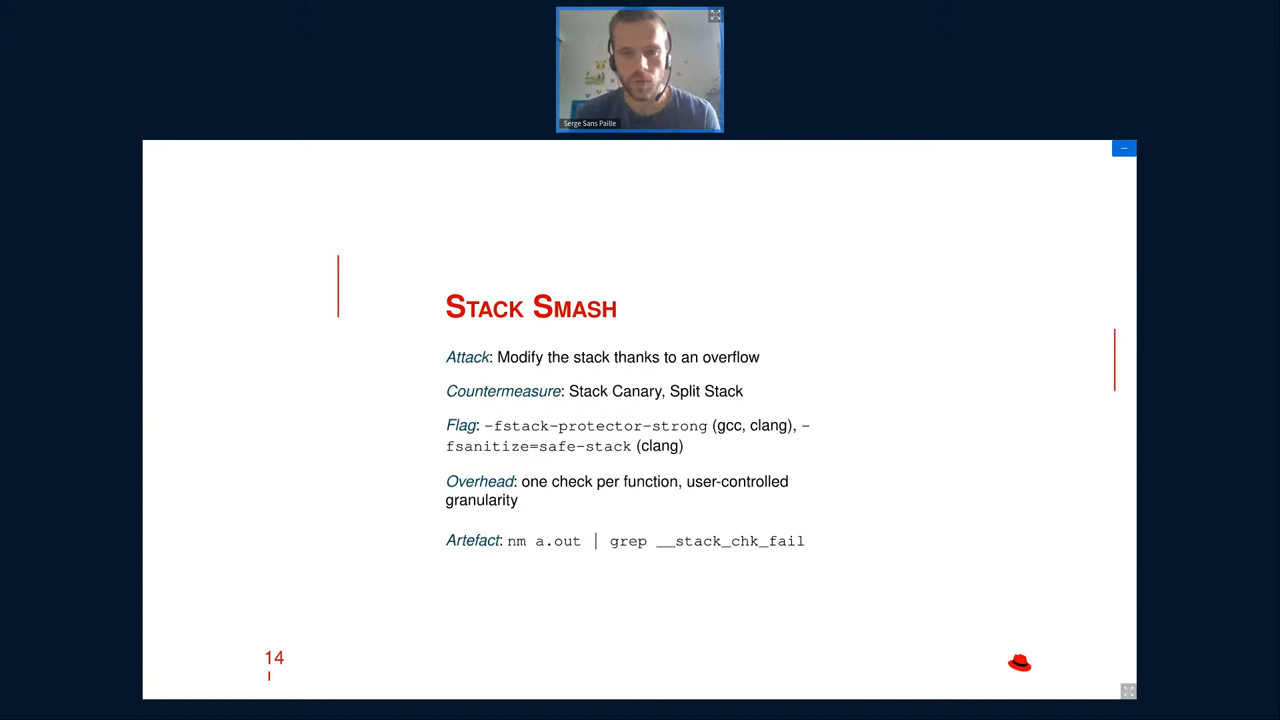 Serge Sans Paille
Stack Smash
Attack: Modify the stack thanks to an overflow
Countermeasure: Stack Canary, Split Stack
Flag: -fstack-protector-strong (gcc, clang), -
fsanitize=safe-stack (clang)
Overhead: one check per function, user-controlled
granularity
Artefact: nm a.out | grep __stack_chk_fail
14